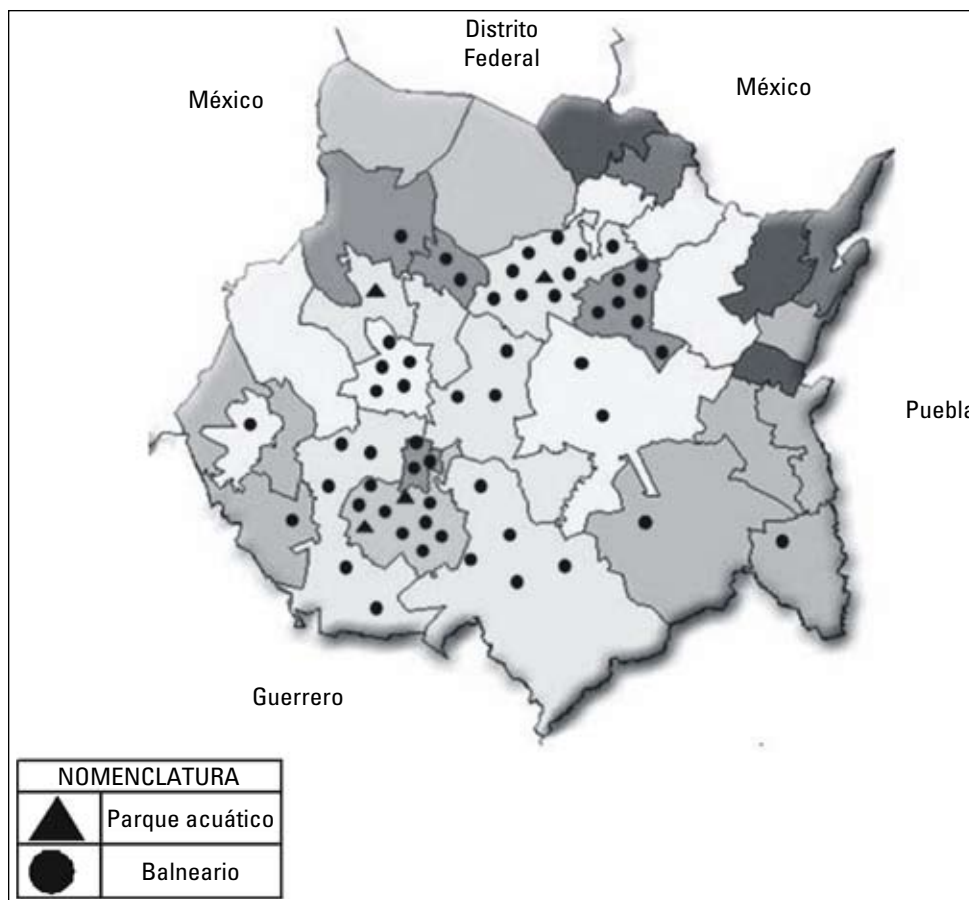 Distrito
Federal
México
México
Puebla
Guerrero
NOMENCLATURA
Parque acuático
Balneario